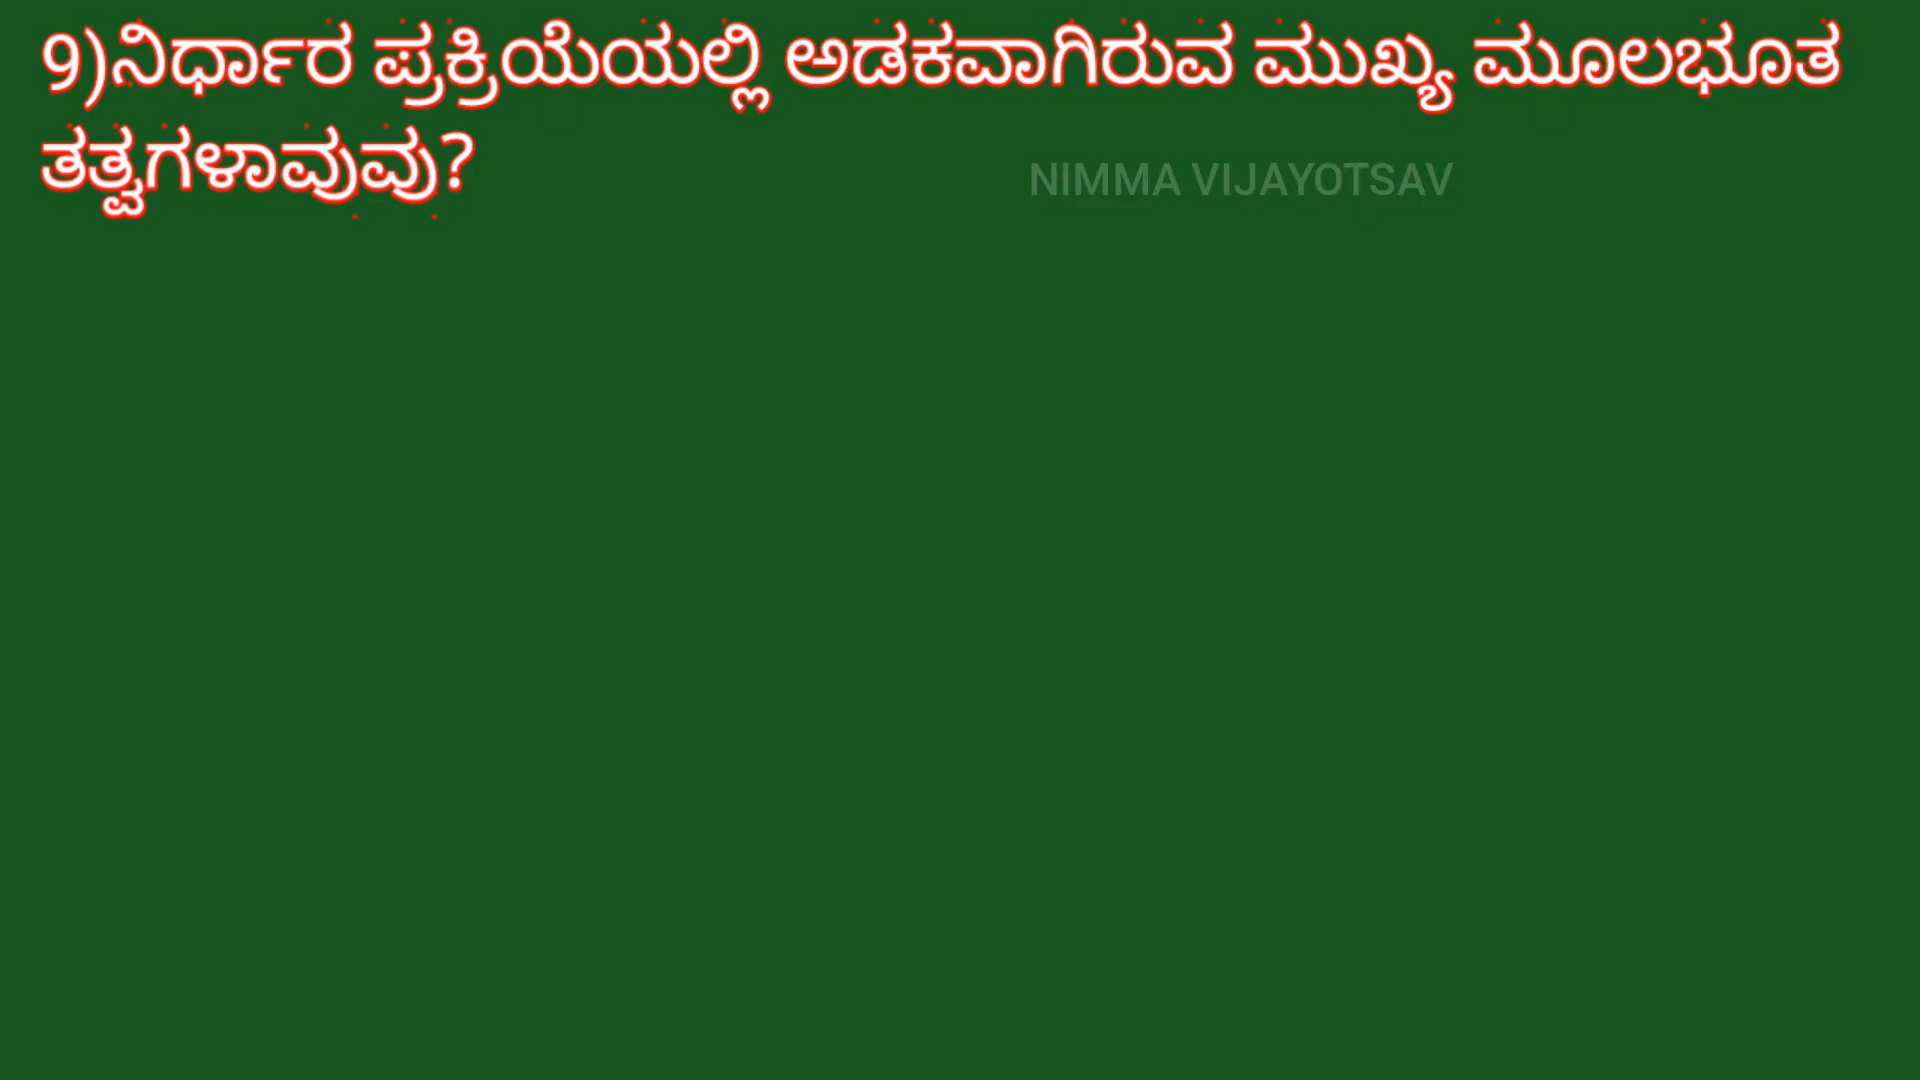 9)ನಿರ್ಧಾರ ಪ್ರಕ್ರಿಯೆಯಲ್ಲಿ ಅಡಕವಾಗಿರುವ ಮುಖ್ಯ ಮೂಲಭೂತ
ತತ್ವಗಳಾವುವು?
NIMMA VIJAYOTSAV